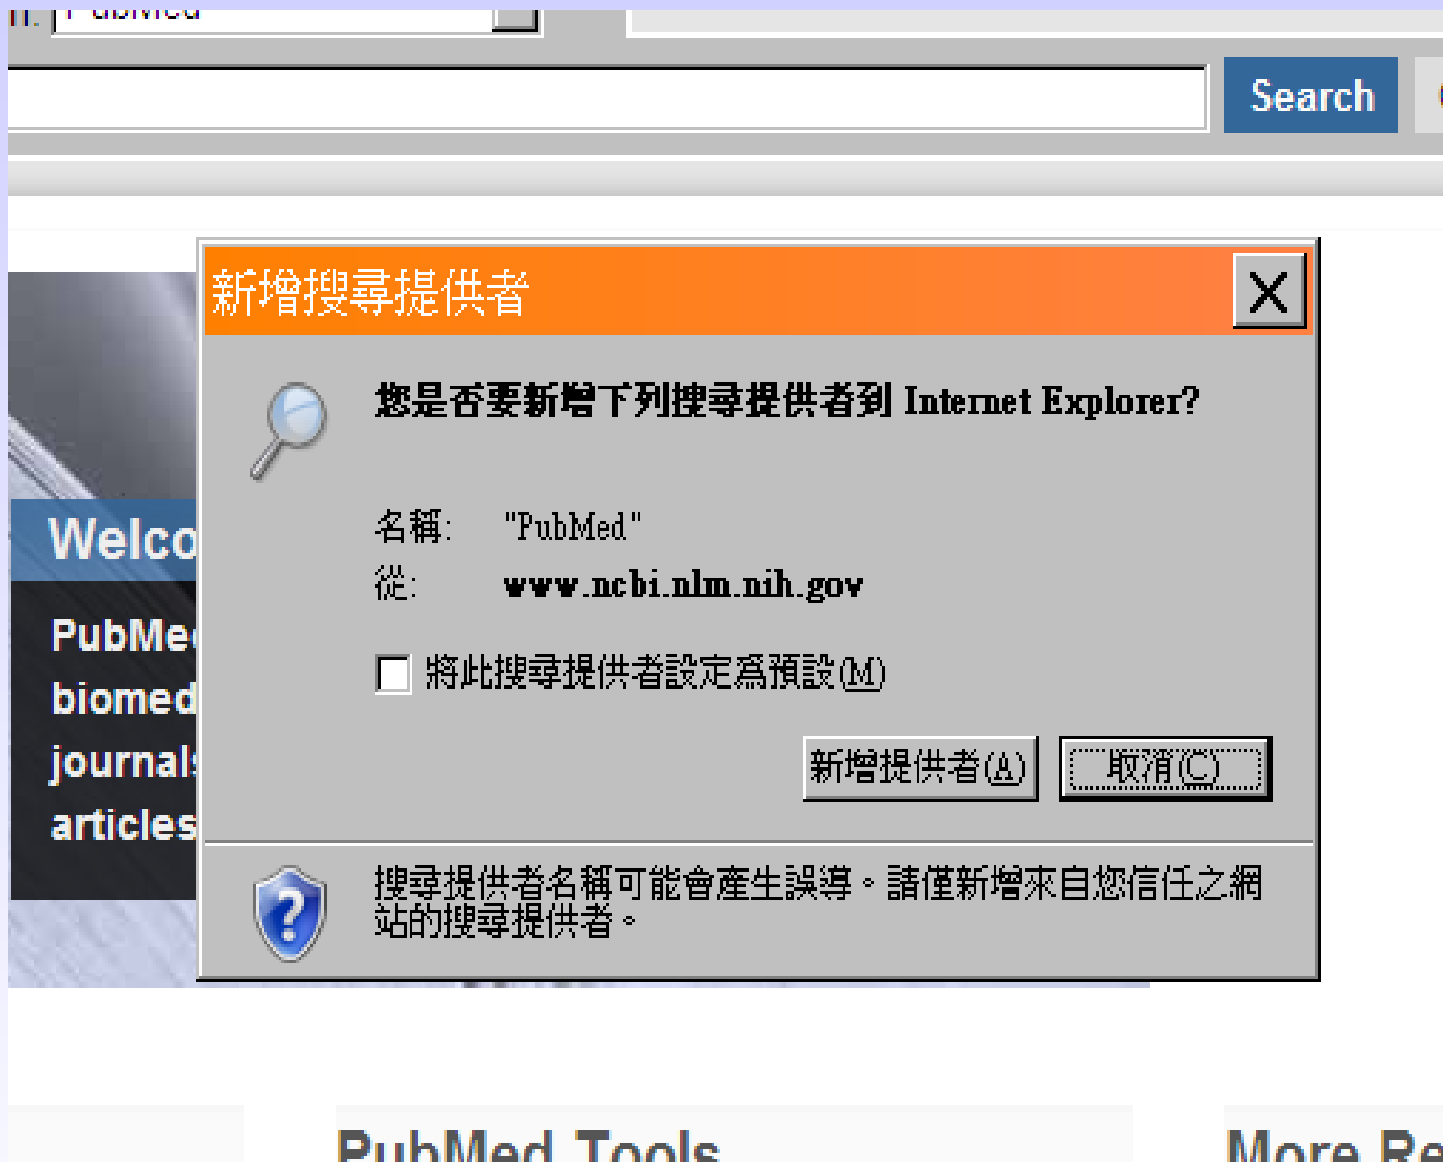 PubMed
Search
新增搜尋提供者
您是否要新增下列搜尋提供者到 Internet Explorer?
名稱: "PubMed"
從: www.ncbi.nlm.nih.gov
將此搜尋提供者設定為預設(M)
新增提供者(A) 取消(C)
搜尋提供者名稱可能會產生誤導。請僅新增來自您信任之網
站的搜尋提供者。
Welco
PubMe
biomed
journals
articles
PubMed Tools
More Re